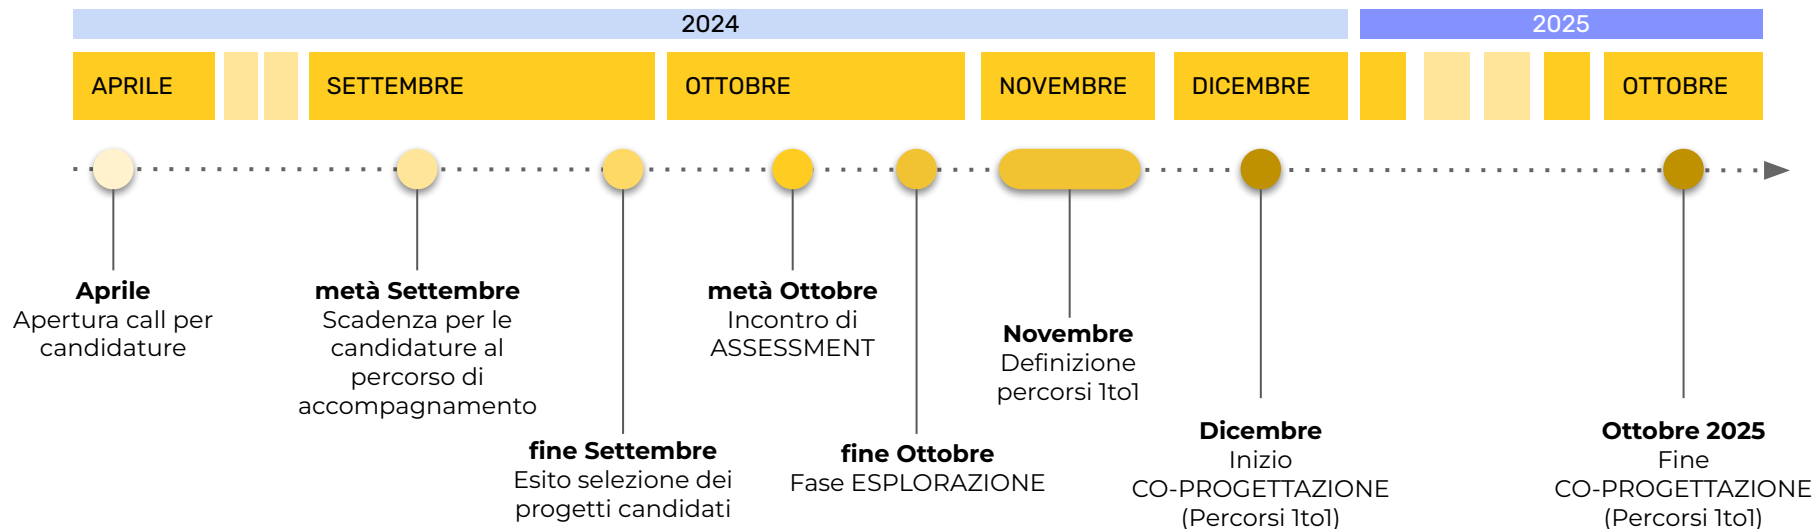 2024
2025
APRILE
SETTEMBRE
OTTOBRE
NOVEMBRE
DICEMBRE
OTTOBRE
Aprile
Apertura call per
candidature
metà Settembre
Scadenza per le
candidature al
percorso di
accompagnamento
fine Settembre
Esito selezione dei
progetti candidati
metà Ottobre
Incontro di
ASSESSMENT
fine Ottobre
Fase ESPLORAZIONE
Novembre
Definizione
percorsi 1to1
Dicembre
Inizio
CO-PROGETTAZIONE
(Percorsi 1to1)
Ottobre 2025
Fine
CO-PROGETTAZIONE
(Percorsi 1to1)